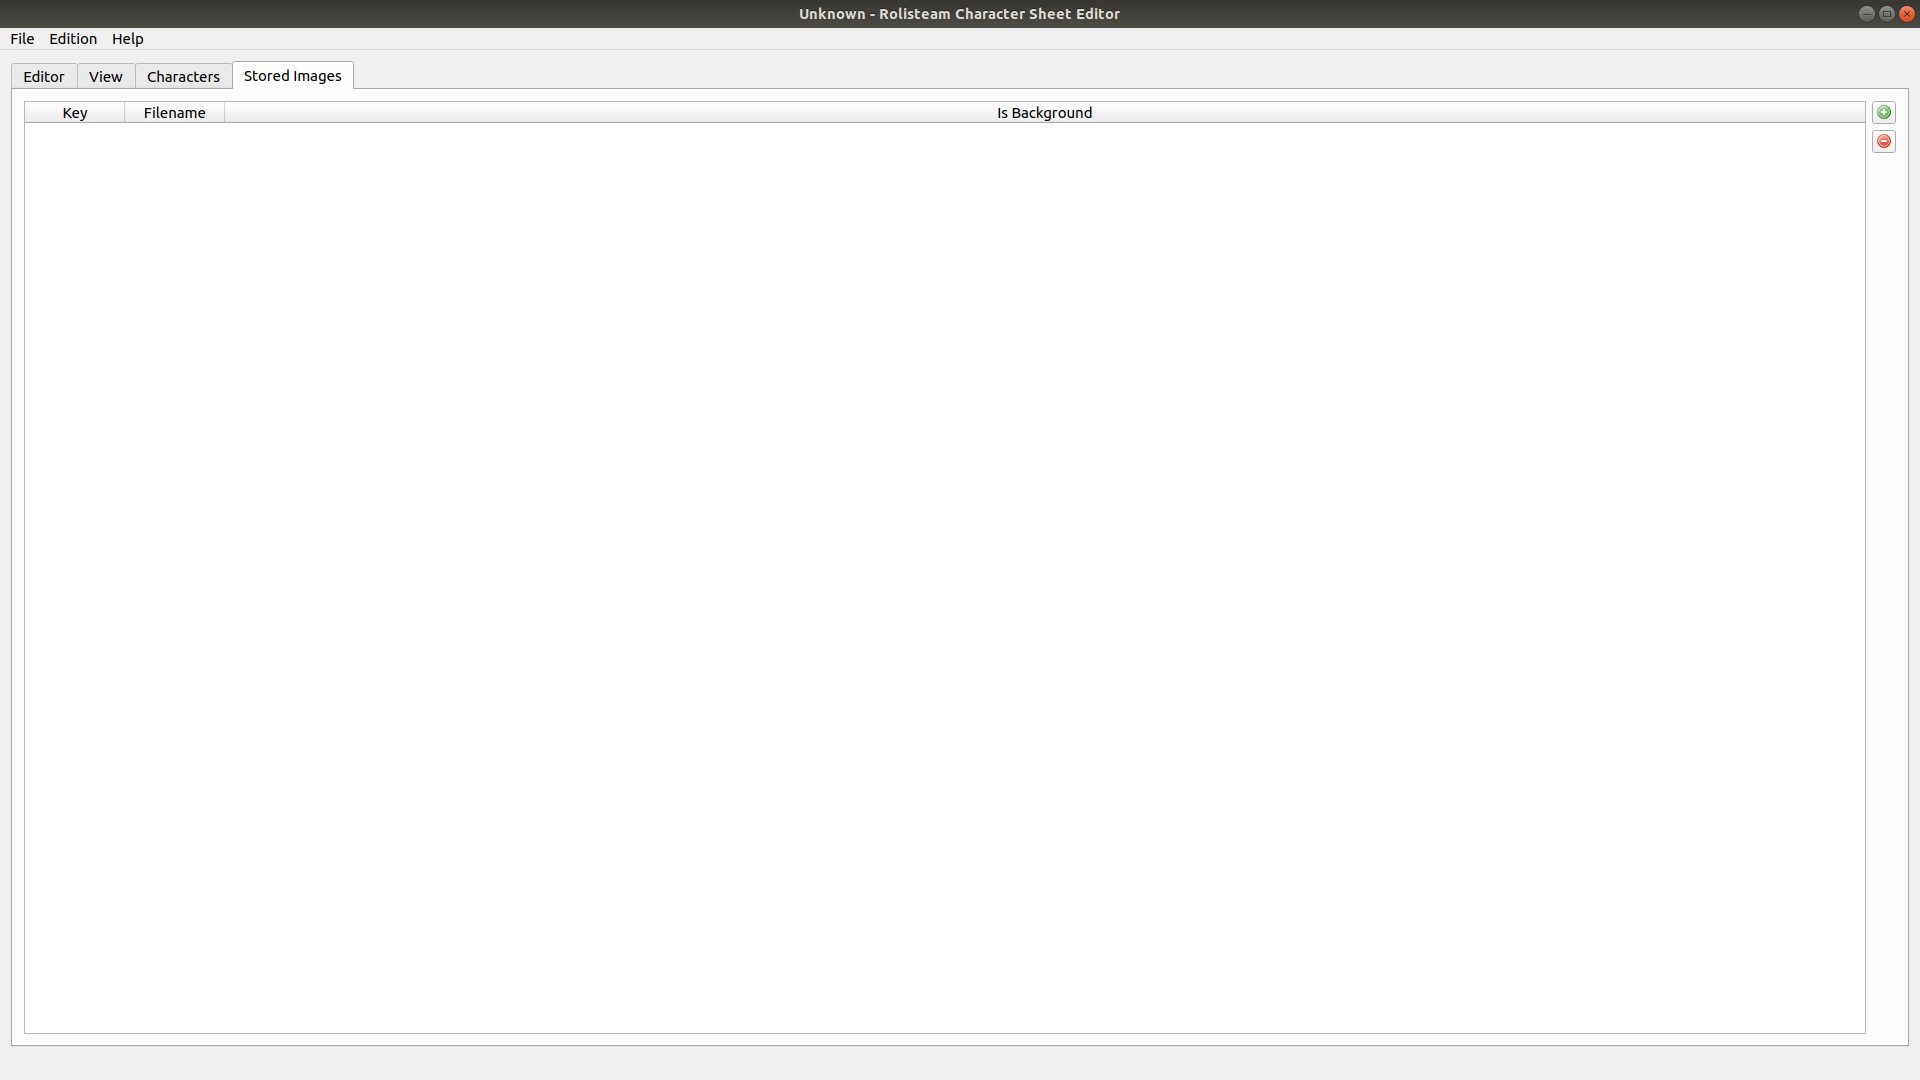 Unknown - Rolisteam Character Sheet Editor
File Edition Help
Editor View Characters Stored Images
Key Filename Is Background